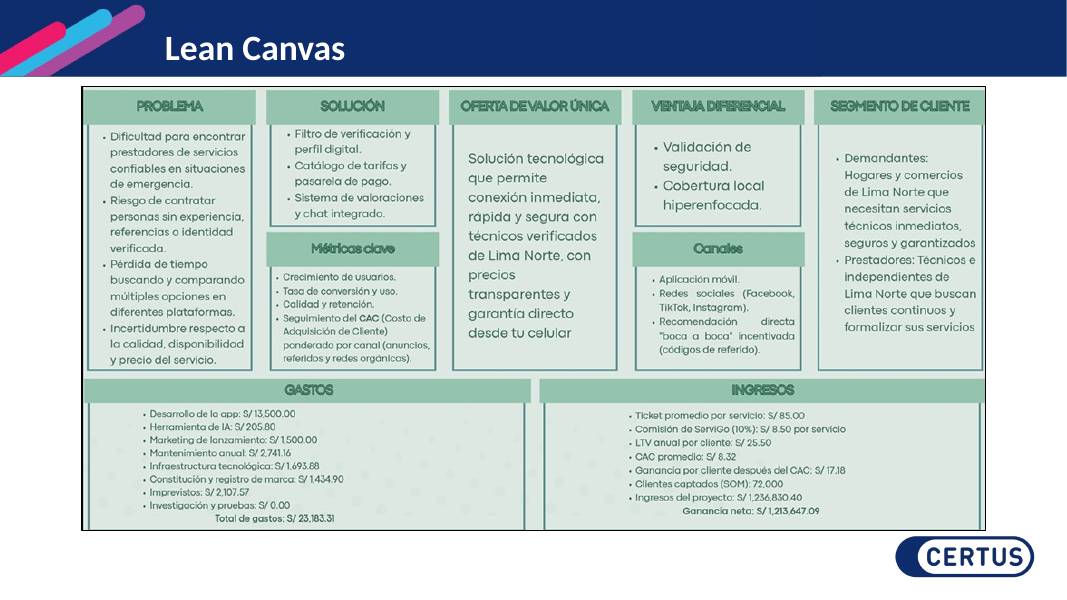 Lean Canvas
PROBLEMA
• Dificultad para encontrar
prestadores de servicios
confiables en situaciones
de emergencia.
• Riesgo de contratar
personas sin experiencia,
referencias o identidad
verificada.
• Pérdida de tiempo
buscando y comparando
múltiples opciones en
diferentes plataformas.
• Incertidumbre respecto a
la calidad, disponibilidad
y precio del servicio.
SOLUCIÓN
• Filtro de verificación y
perfil digital.
• Catálogo de tarifas y
pasarela de pago.
• Sistema de valoraciones
y chat integrado.
Métricas clave
• Crecimiento de usuarios.
• Tasa de conversión y uso.
• Calidad y retención.
• Seguimiento del CAC (Costo de
Adquisición de Cliente)
ponderado por canal (anuncios,
referidos y redes orgánicos).
OFERTA DE VALOR ÚNICA
Solución tecnológica
que permite
conexión inmediata,
rápida y segura con
técnicos verificados
de Lima Norte, con
precios
transparentes y
garantía directo
desde tu celular
VENTAJA DIFERENCIAL
• Validación de
seguridad.
• Cobertura local
hiperenfocada.
Canales
• Aplicación móvil.
• Redes sociales (Facebook,
TikTok, Instagram).
• Recomendación directa
"boca a boca" incentivada
(códigos de referido).
SEGMENTO DE CLIENTE
• Demandantes:
Hogares y comercios
de Lima Norte que
necesitan servicios
técnicos inmediatos,
seguros y garantizados
• Prestadores: Técnicos e
independientes de
Lima Norte que buscan
clientes continuos y
formalizar sus servicios
GASTOS
• Desarrollo de la app: S/ 13,500.00
• Herramienta de IA: S/ 205.80
• Marketing de lanzamiento: S/ 1,500.00
• Mantenimiento anual: S/ 2,741.16
• Infraestructura tecnológica: S/ 1,693.88
• Constitución y registro de marca: S/ 1,434.90
• Imprevistos: S/ 2,107.57
• Investigación y pruebas: S/ 0.00
Total de gastos: S/ 23,183.31
INGRESOS
• Ticket promedio por servicio: S/ 85.00
• Comisión de ServiGo (10%): S/ 8.50 por servicio
• LTV anual por cliente: S/ 25.50
• CAC promedio: S/ 8.32
• Ganancia por cliente después del CAC: S/ 17.18
• Clientes captados (SOM): 72,000
• Ingresos del proyecto: S/ 1,236,830.40
Ganancia neta: S/ 1,213,647.09
CERTUS